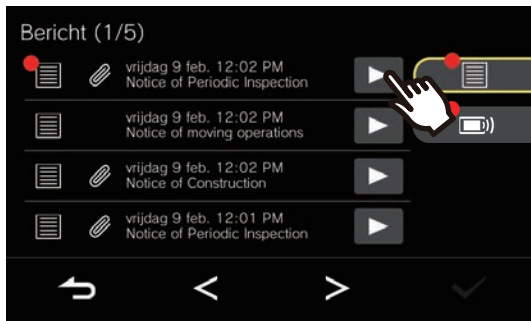 Bericht (1/5)
vrijdag 9 feb. 12:02 PM
Notice of Periodic Inspection
vrijdag 9 feb. 12:02 PM
Notice of moving operations
vrijdag 9 feb. 12:02 PM
Notice of Construction
vrijdag 9 feb. 12:01 PM
Notice of Periodic Inspection